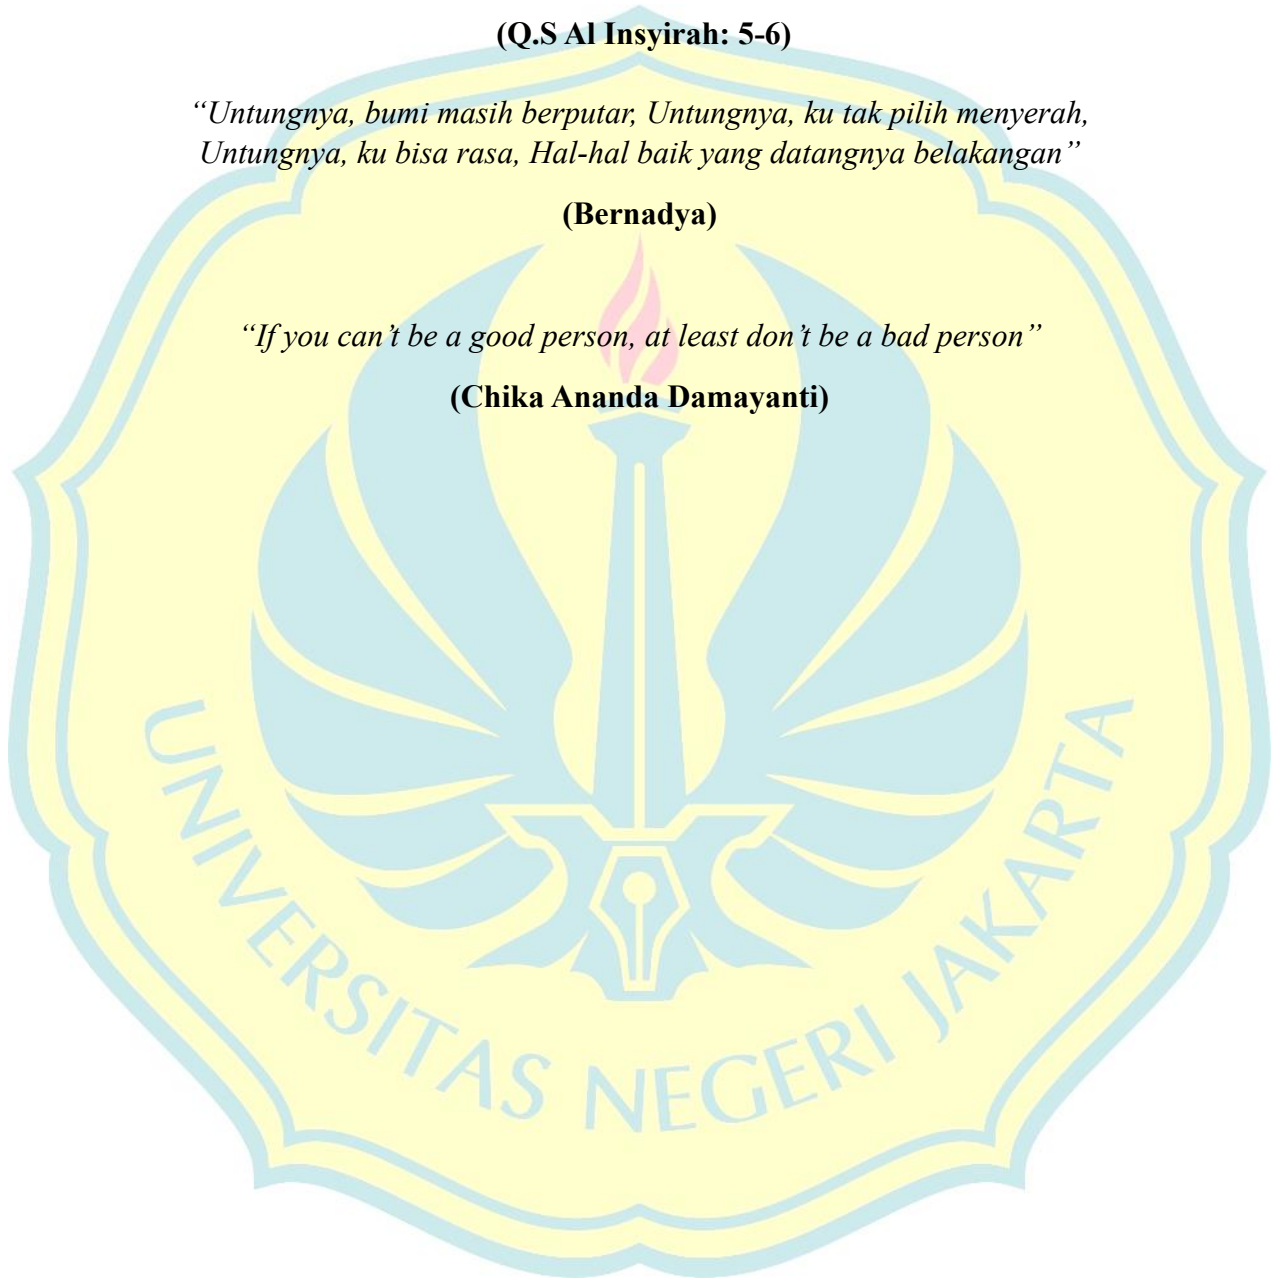 (Q.S Al Insyirah: 5-6)
“Untungnya, bumi masih berputar, Untungnya, ku tak pilih menyerah,
Untungnya, ku bisa rasa, Hal-hal baik yang datangnya belakangan”
(Bernadya)
“If you can’t be a good person, at least don’t be a bad person”
(Chika Ananda Damayanti)
UNIVERSITAS NEGERI JAKARTA